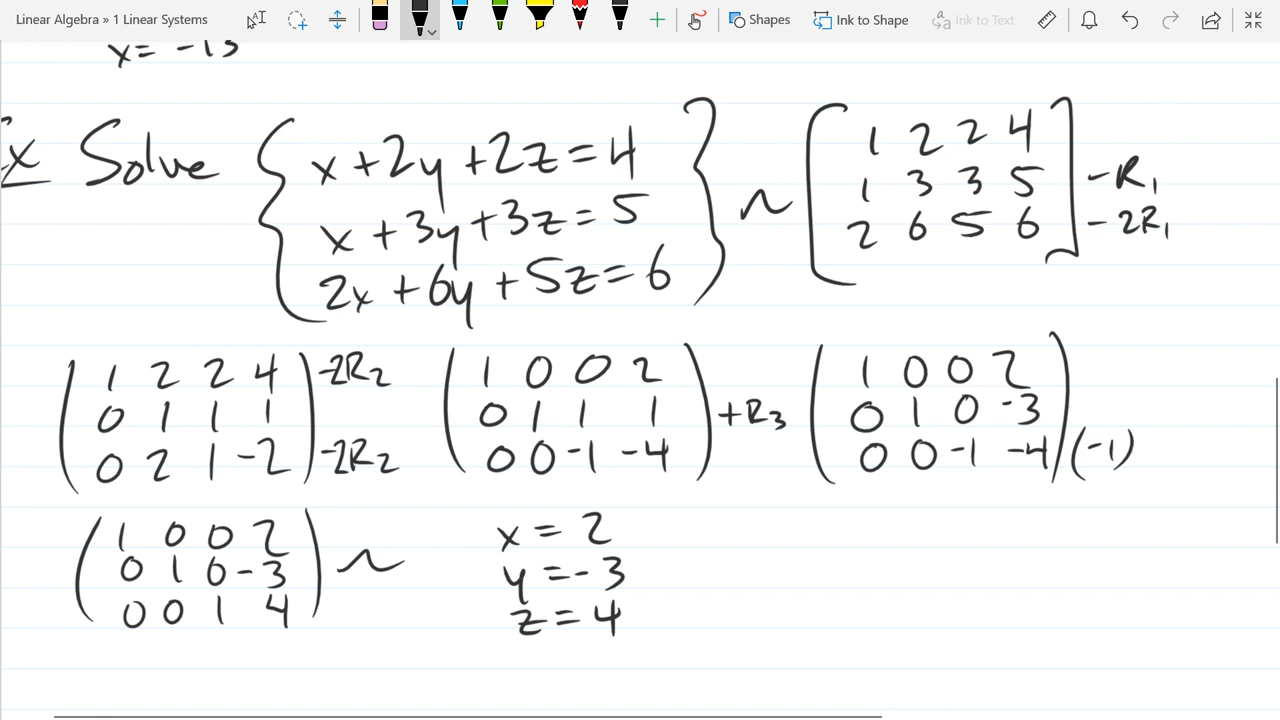 Linear Algebra » 1 Linear Systems
Shapes
Ink to Shape
Ink to Text
x = -15
Ex Solve { x + 2y + 2z = 4
x + 3y + 3z = 5
2x + 6y + 5z = 6 } ~
[ 1 2 2 4
1 3 3 5
2 6 5 6 ]
-R₁
-2R₁
( 1 2 2 4
0 1 1 1
0 2 1 -2 )
-2R₂
-2R₂
( 1 0 0 2
0 1 1 1
0 0 -1 -4 )
+R₃
( 1 0 0 2
0 1 0 -3
0 0 -1 -4 )
(-1)
( 1 0 0 2
0 1 0 -3
0 0 1 4 ) ~
x = 2
y = -3
z = 4